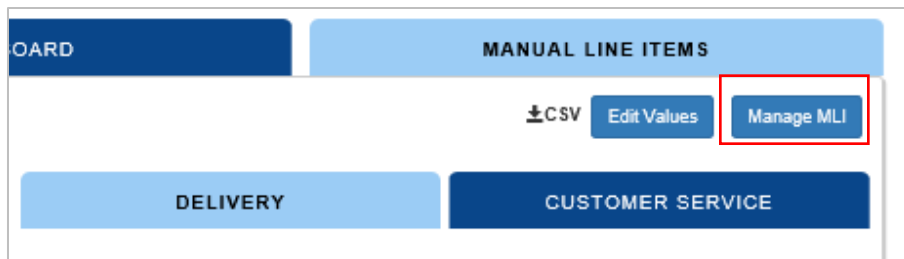 OARD
MANUAL LINE ITEMS
CSV Edit Values Manage MLI
DELIVERY
CUSTOMER SERVICE